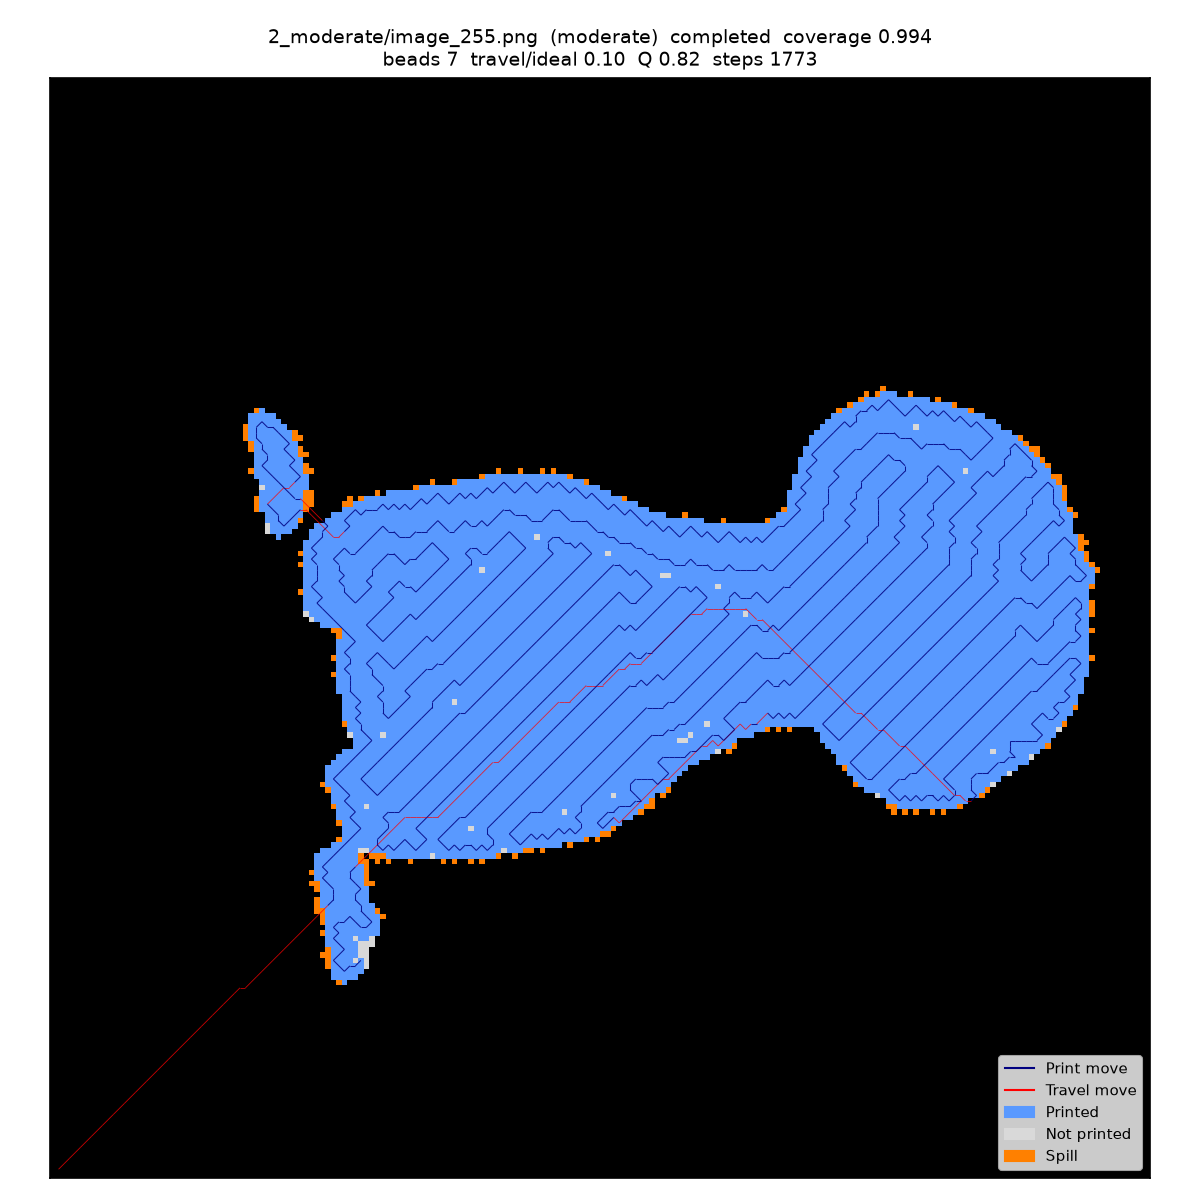 2_moderate/image_255.png  (moderate)  completed  coverage 0.994
beads 7  travel/ideal 0.10  Q 0.82  steps 1773
Print move
Travel move
Printed
Not printed
Spill